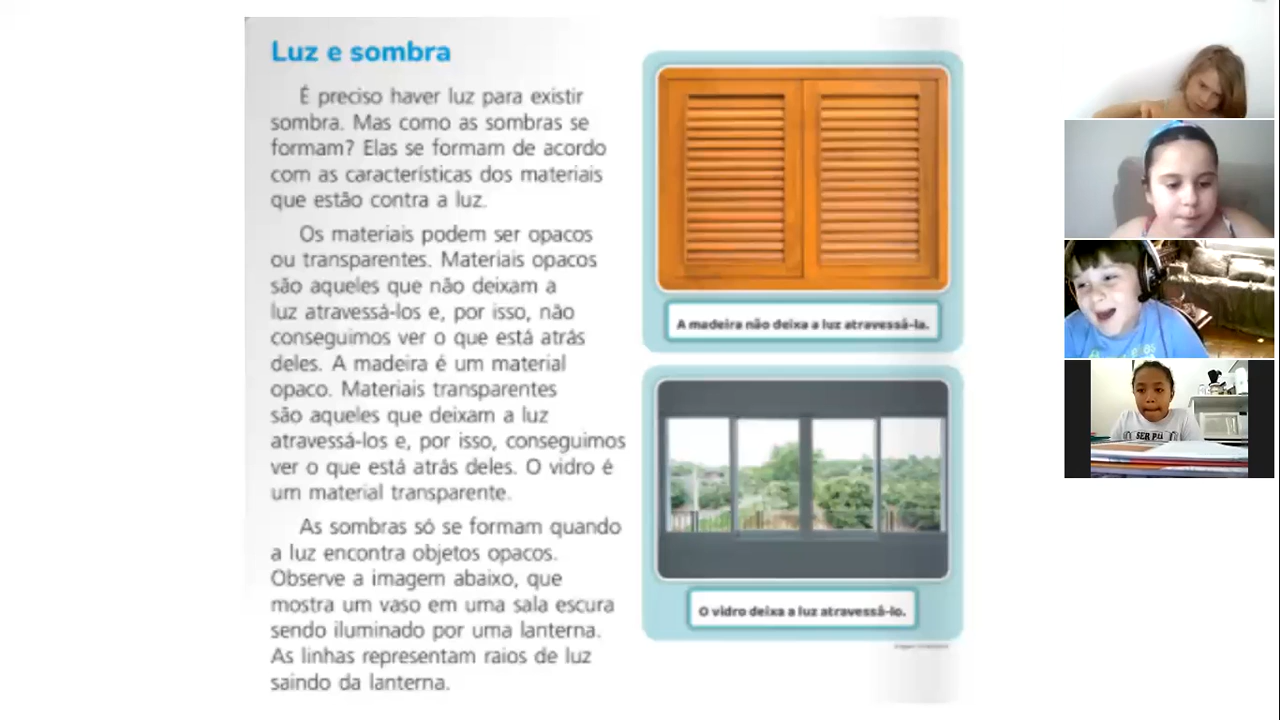 Luz e sombra
É preciso haver luz para existir
sombra. Mas como as sombras se
formam? Elas se formam de acordo
com as características dos materiais
que estão contra a luz.
Os materiais podem ser opacos
ou transparentes. Materiais opacos
são aqueles que não deixam a
luz atravessá-los e, por isso, não
conseguimos ver o que está atrás
deles. A madeira é um material
opaco. Materiais transparentes
são aqueles que deixam a luz
atravessá-los e, por isso, conseguimos
ver o que está atrás deles. O vidro é
um material transparente.
As sombras só se formam quando
a luz encontra objetos opacos.
Observe a imagem abaixo, que
mostra um vaso em uma sala escura
sendo iluminado por uma lanterna.
As linhas representam raios de luz
saindo da lanterna.
A madeira não deixa a luz atravessá-la.
O vidro deixa a luz atravessá-lo.